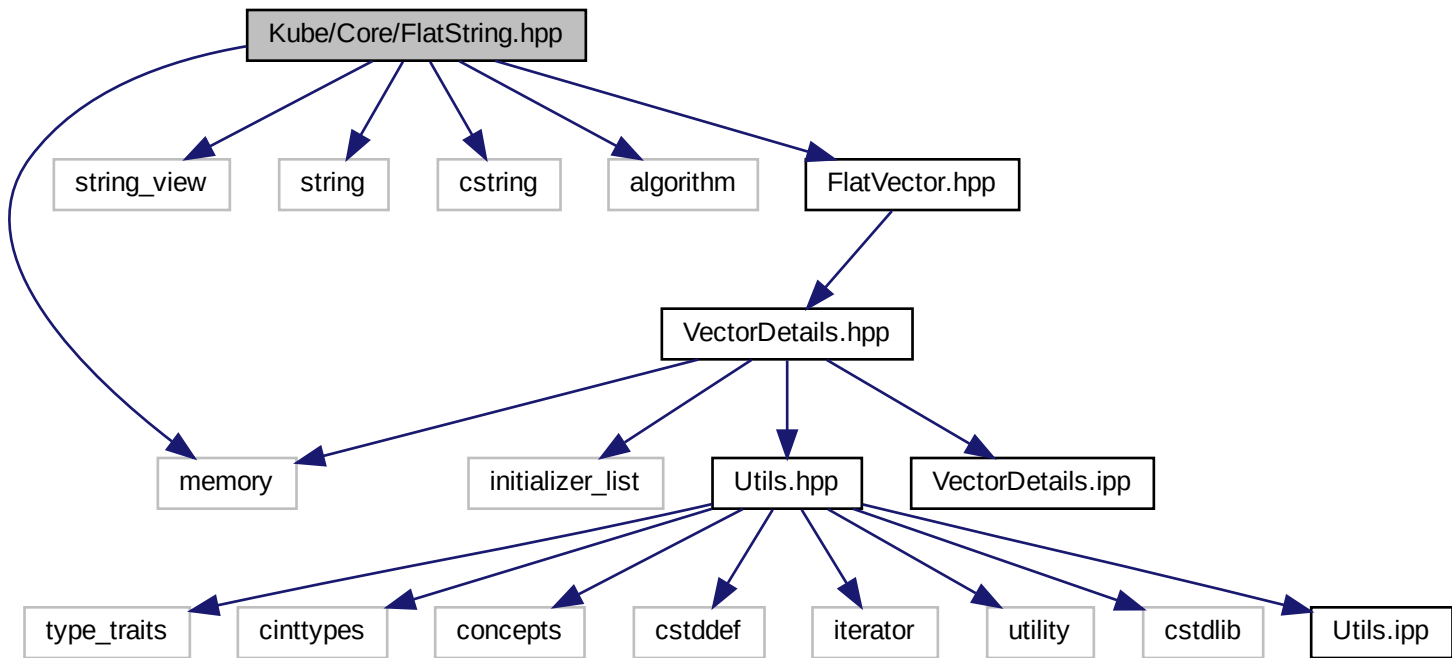 Kube/Core/FlatString.hpp
string_view
string
cstring
algorithm
FlatVector.hpp
VectorDetails.hpp
memory
initializer_list
Utils.hpp
VectorDetails.ipp
type_traits
cinttypes
concepts
cstddef
iterator
utility
cstdlib
Utils.ipp